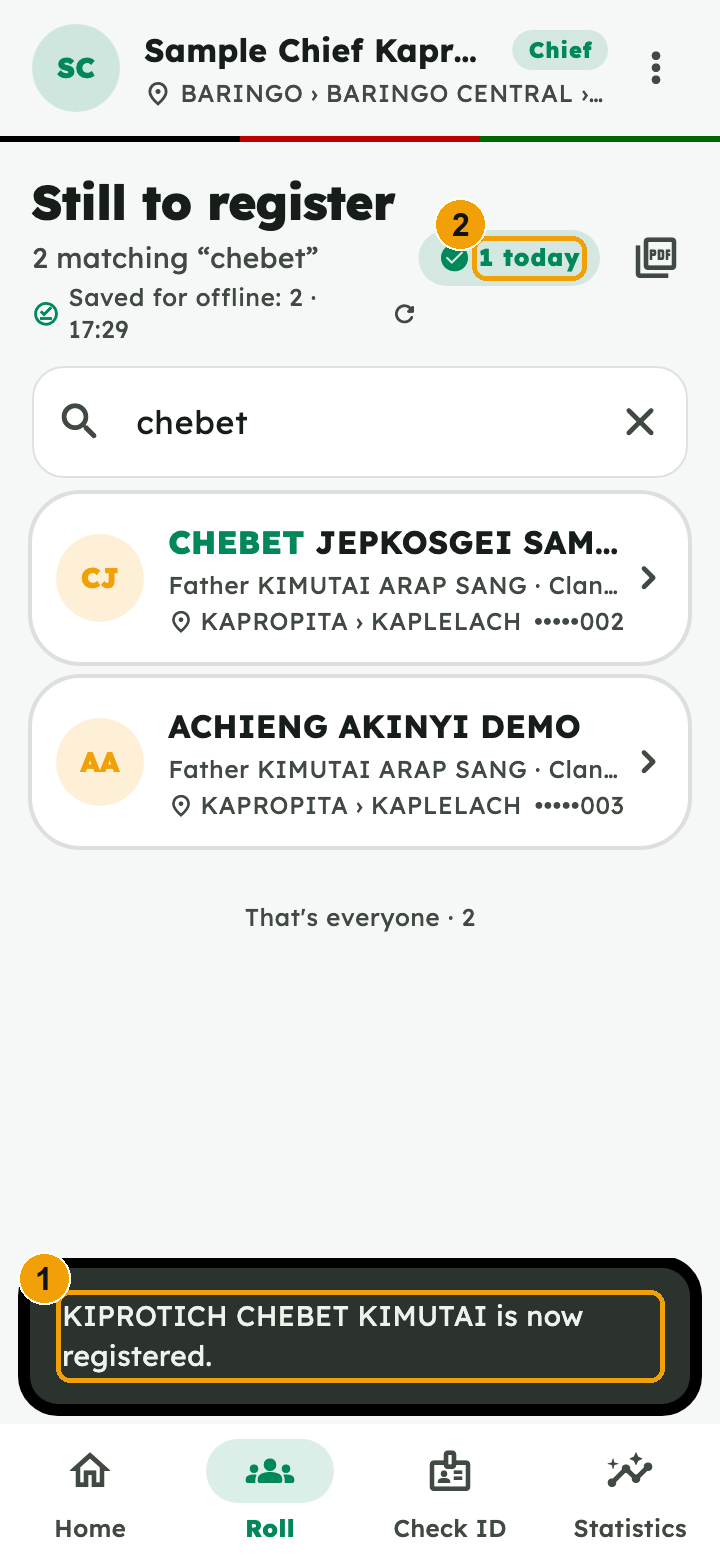 SC
Sample Chief Kapr...
Chief
BARINGO › BARINGO CENTRAL ›...
Still to register
2 matching “chebet”
2
1 today
PDF
Saved for offline: 2 ·
17:29
chebet
CJ
CHEBET JEPKOSGEI SAM...
Father KIMUTAI ARAP SANG · Clan...
KAPROPITA › KAPLELACH •••••002
AA
ACHIENG AKINYI DEMO
Father KIMUTAI ARAP SANG · Clan...
KAPROPITA › KAPLELACH •••••003
That's everyone · 2
1
KIPROTICH CHEBET KIMUTAI is now
registered.
Home
Roll
Check ID
Statistics